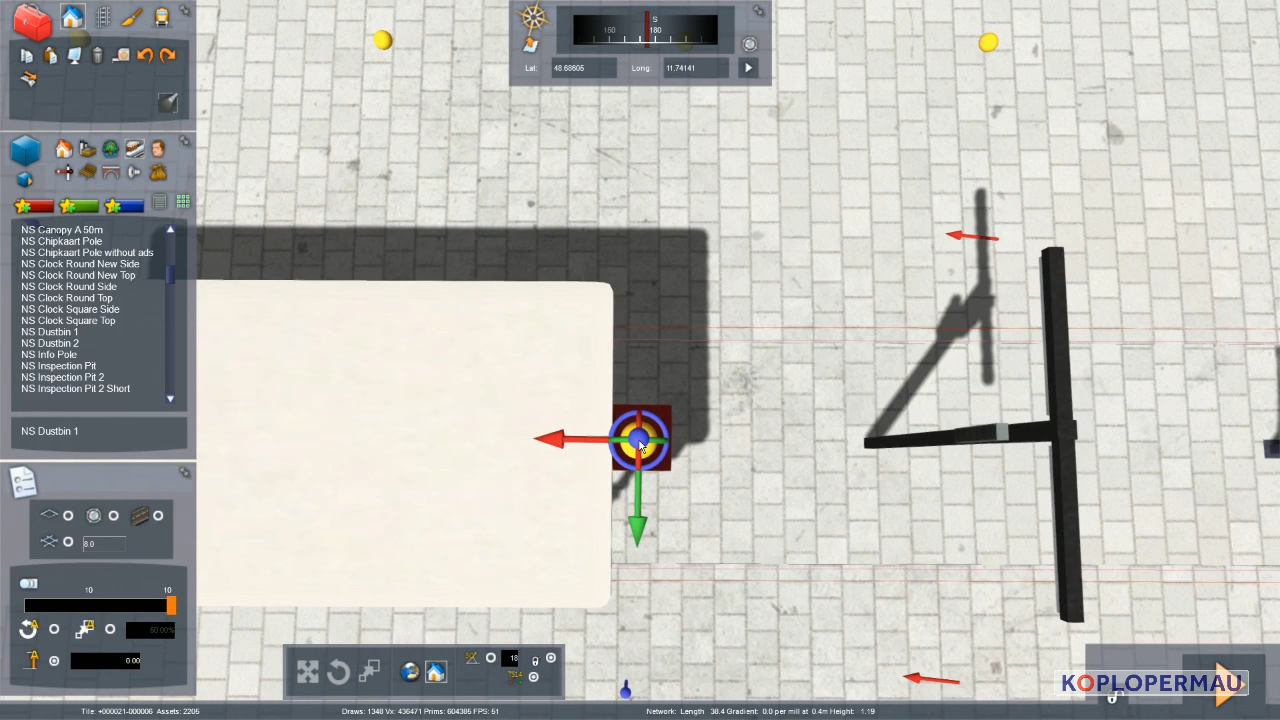 S
150
180
Lat:
48.68605
Long:
11.74141
NS Canopy A 50m
NS Chipkaart Pole
NS Chipkaart Pole without ads
NS Clock Round New Side
NS Clock Round New Top
NS Clock Round Side
NS Clock Round Top
NS Clock Square Side
NS Clock Square Top
NS Dustbin 1
NS Dustbin 2
NS Info Pole
NS Inspection Pit
NS Inspection Pit 2
NS Inspection Pit 2 Short
NS Dustbin 1
8.0
10
10
50.00%
0.00
18
KOPLOPERMAU
Tile: +000021-000006 Assets: 2205
Draws: 1348 Vx: 436471 Prims: 604385 FPS: 51
Network: Length 38.4 Gradient: 0.0 per mill at 0.4m Height: 1.19